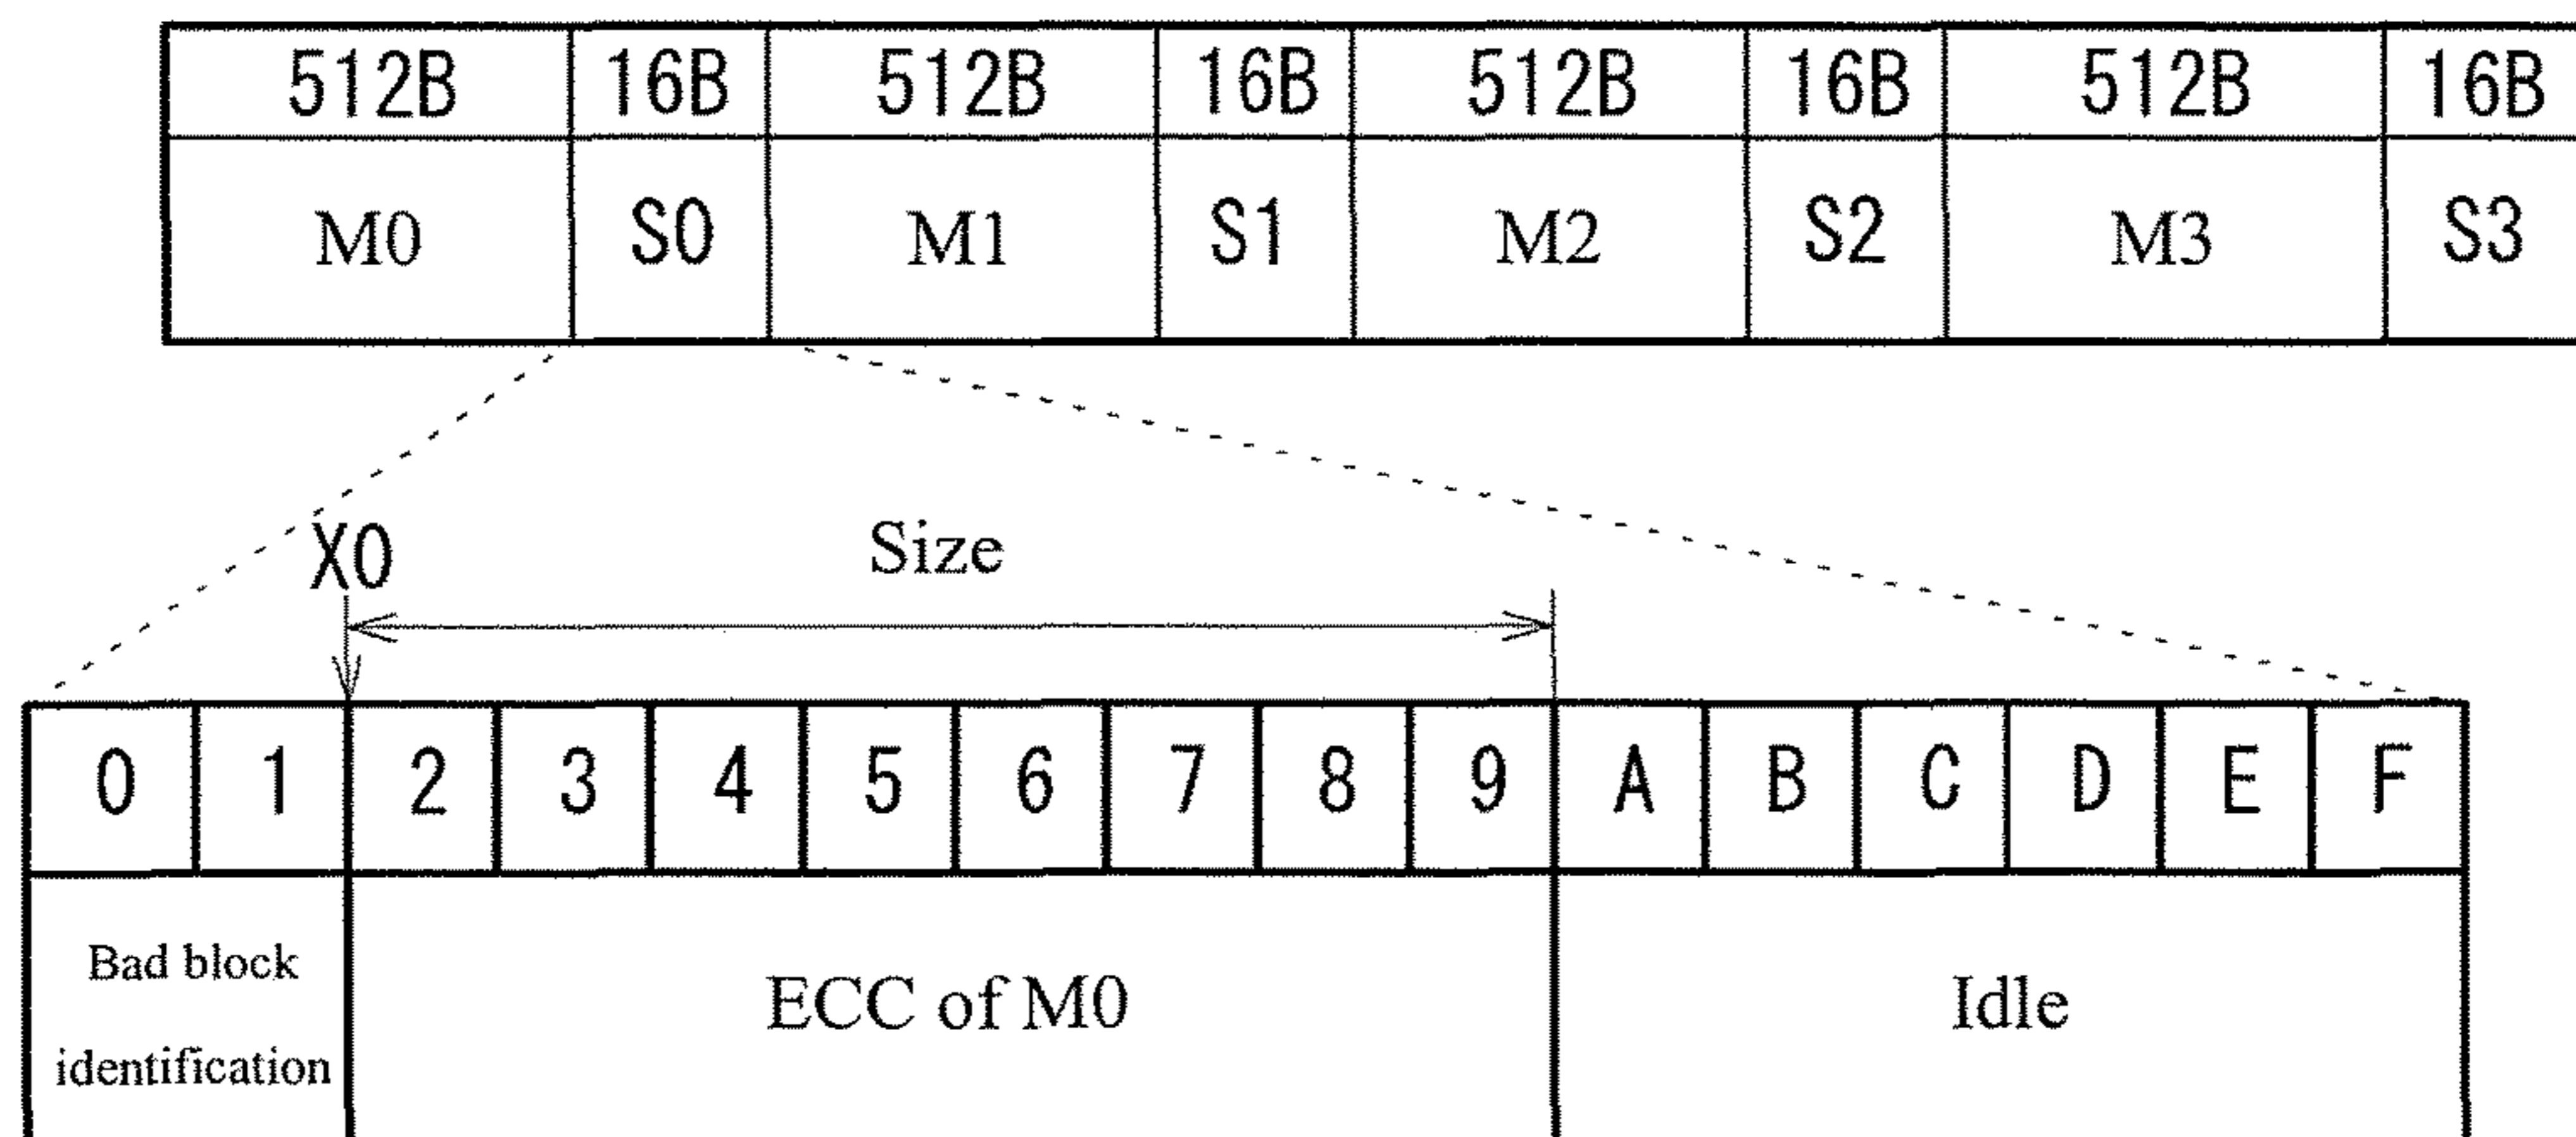 512B 16B 512B 16B 512B 16B 512B 16B
M0 S0 M1 S1 M2 S2 M3 S3
X0 Size
0 1 2 3 4 5 6 7 8 9 A B C D E F
Bad block
identification
ECC of M0
Idle